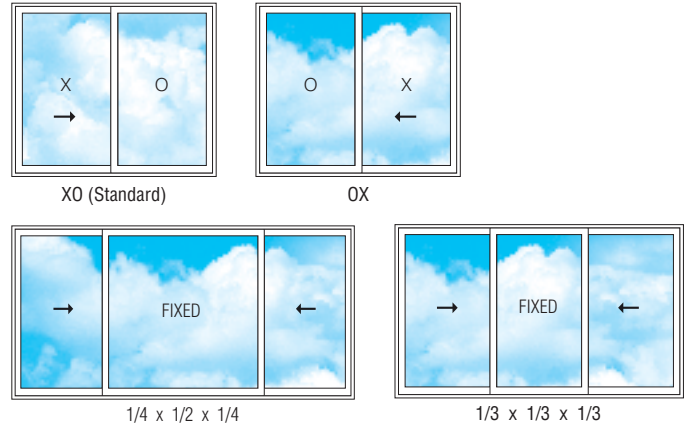 X
O
O
X
XO (Standard)
OX
FIXED
FIXED
1/4 x 1/2 x 1/4
1/3 x 1/3 x 1/3